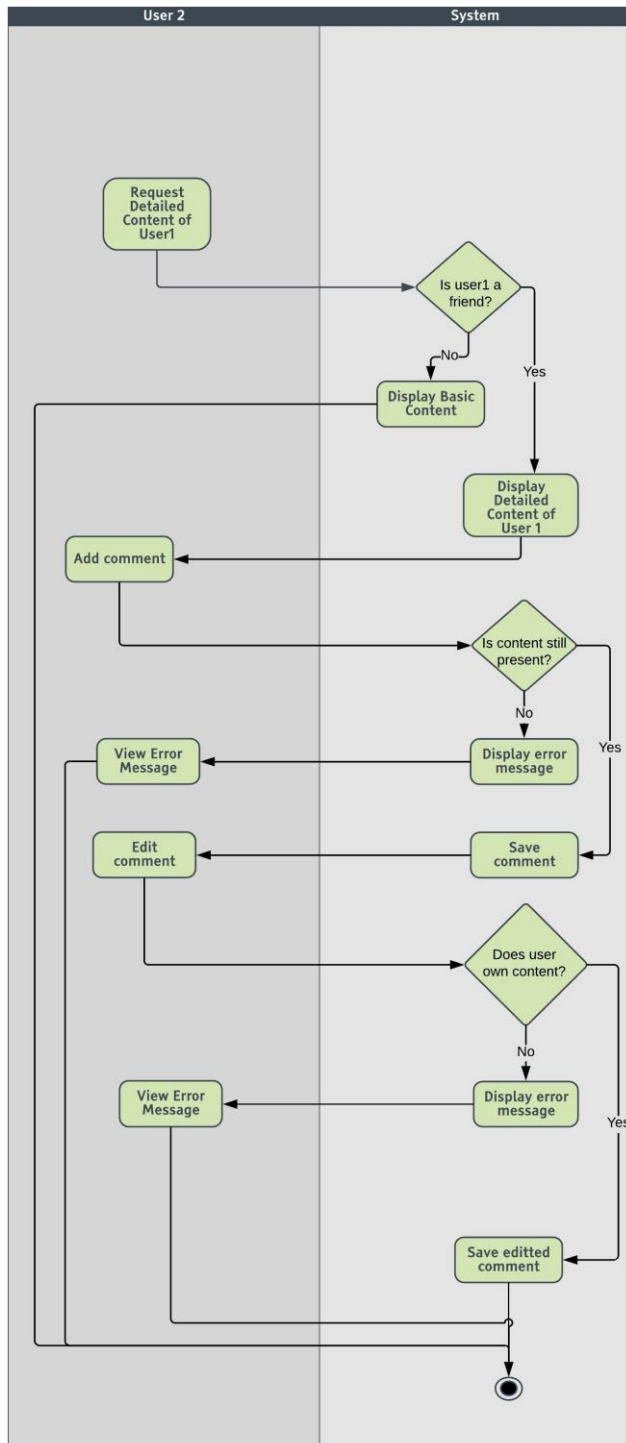 User 2
System
Request
Detailed
Content of
User1
Is user1 a
friend?
No
Yes
Display Basic
Content
Display
Detailed
Content of
User 1
Add comment
Is content still
present?
No
Yes
View Error
Message
Display error
message
Edit
comment
Save
comment
Does user
own content?
No
View Error
Message
Display error
message
Yes
Save editted
comment